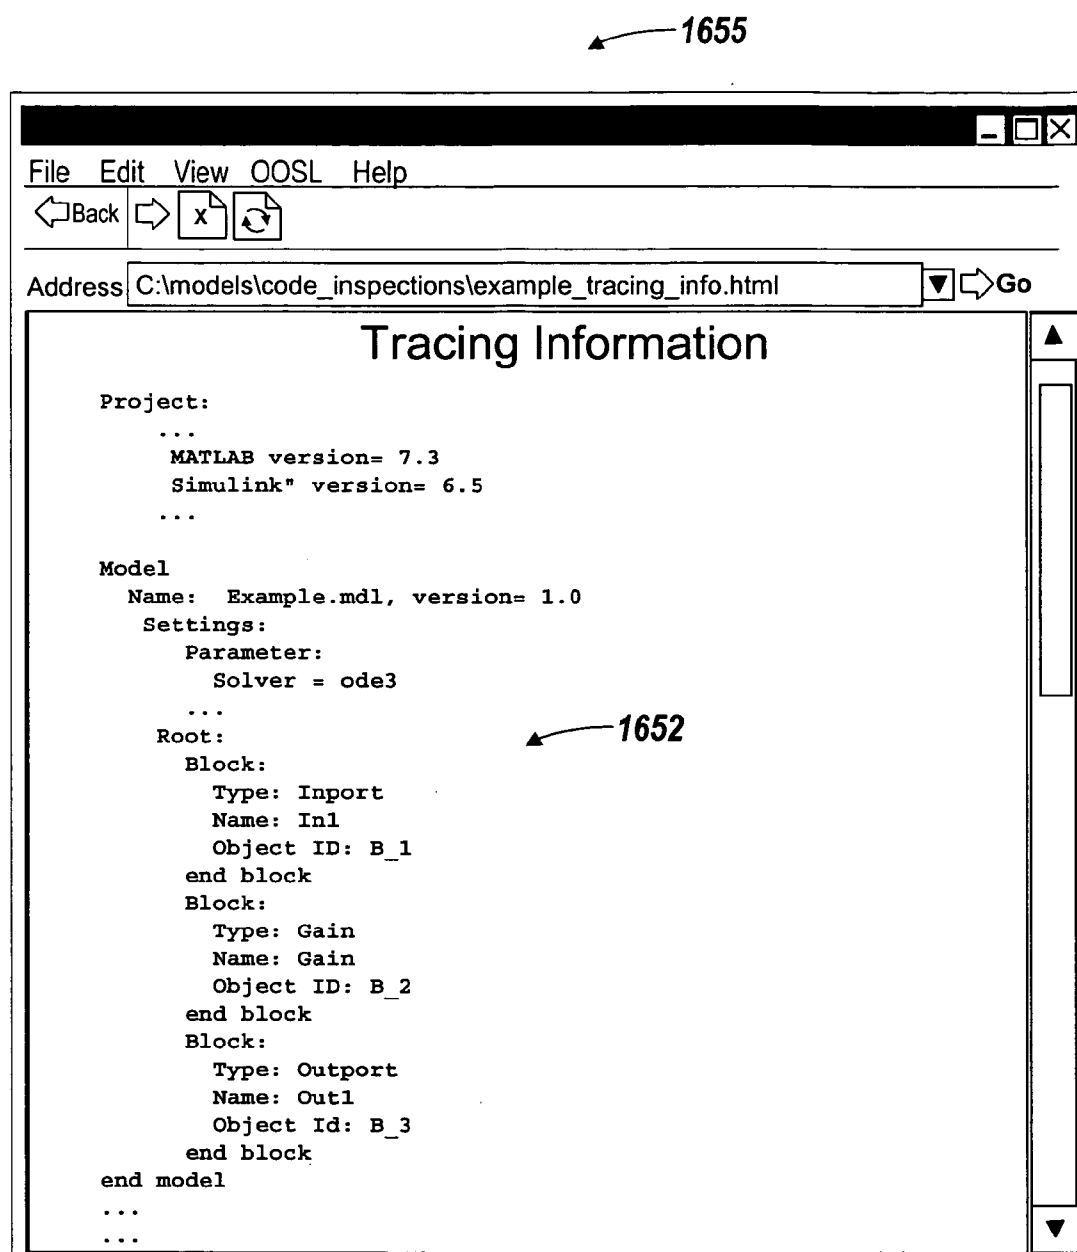 1655
File Edit View OOSL Help
Back x
Address C:\models\code_inspections\example_tracing_info.html Go
Tracing Information
Project:
...
MATLAB version= 7.3
Simulink" version= 6.5
...
Model
Name: Example.mdl, version= 1.0
Settings:
Parameter:
Solver = ode3
...
1652
Root:
Block:
Type: Inport
Name: In1
Object ID: B_1
end block
Block:
Type: Gain
Name: Gain
Object ID: B_2
end block
Block:
Type: Outport
Name: Out1
Object Id: B_3
end block
end model
...
...